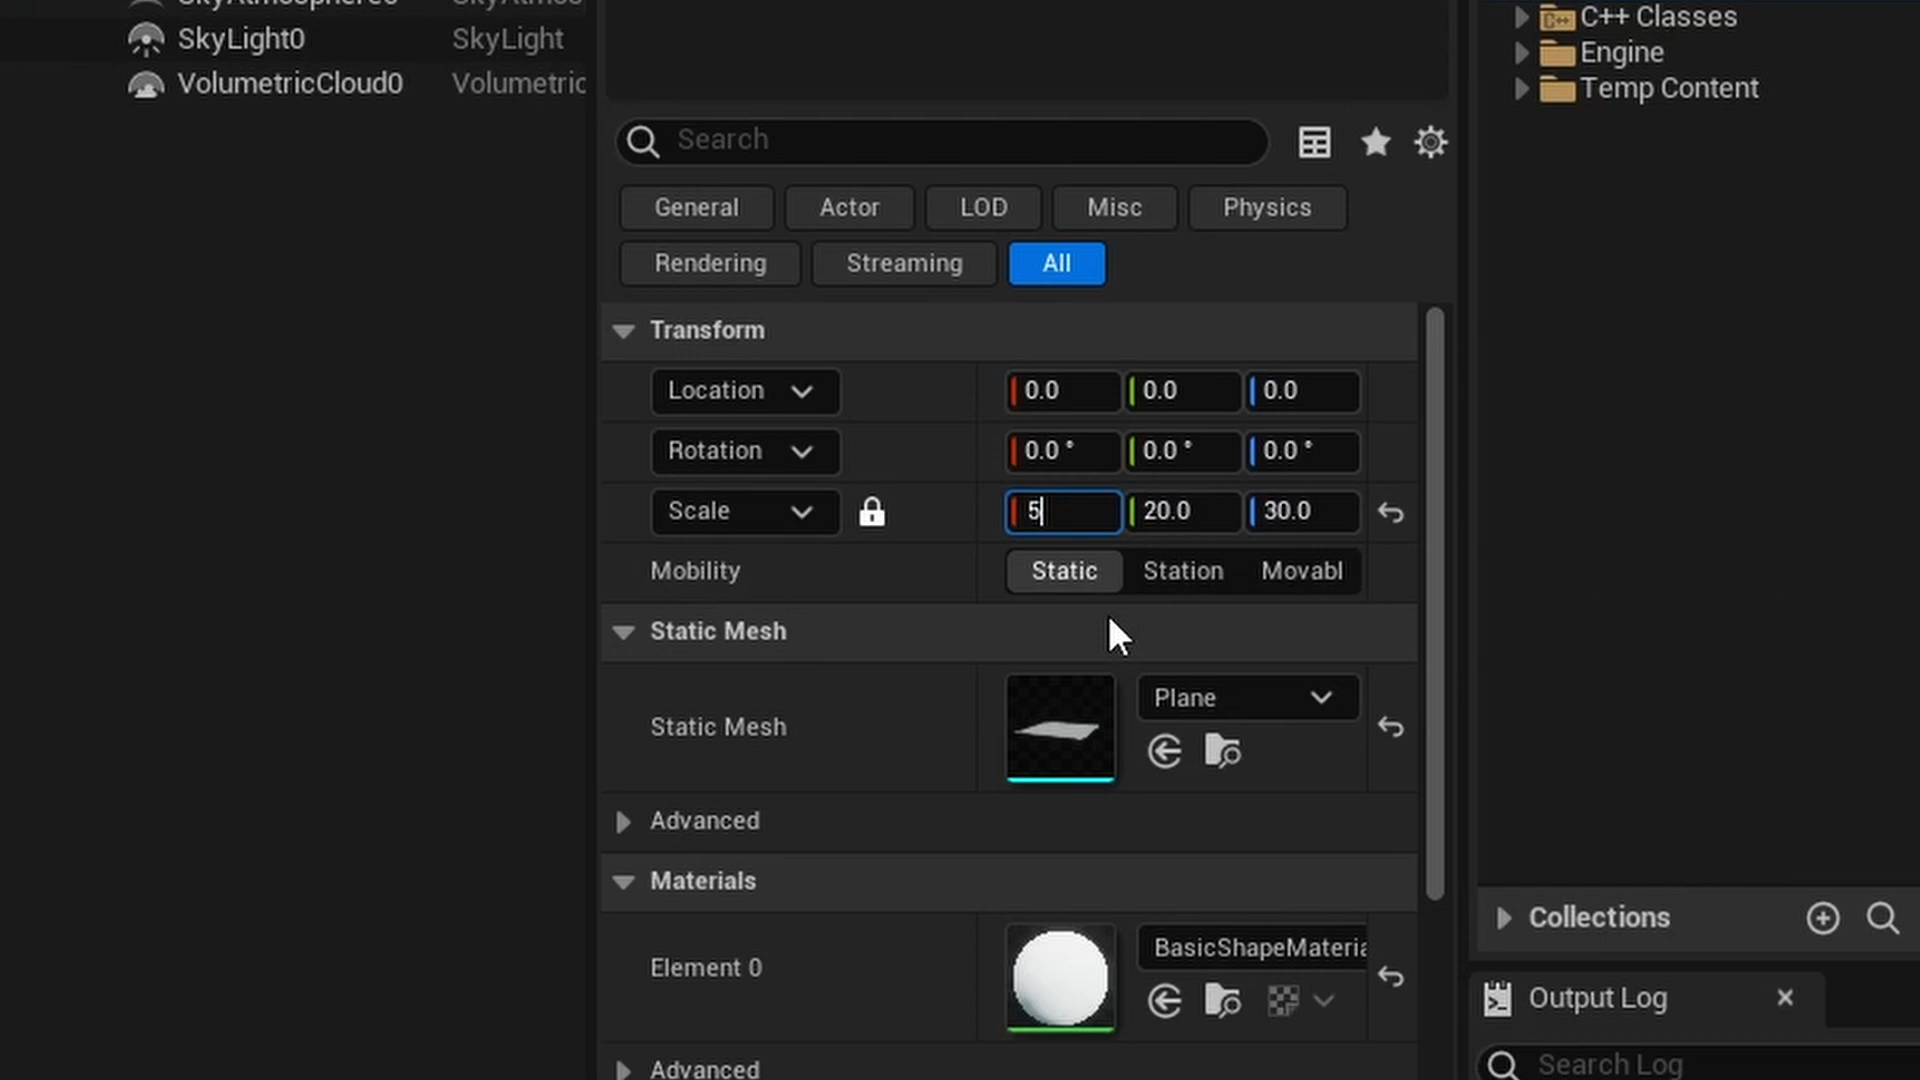 SkyLight0 SkyLight
VolumetricCloud0 Volumetric
Search
General Actor LOD Misc Physics
Rendering Streaming All
Transform
Location 0.0 0.0 0.0
Rotation 0.0 ° 0.0 ° 0.0 °
Scale 5 20.0 30.0
Mobility Static Station Movabl
Static Mesh
Static Mesh Plane
Advanced
Materials
Element 0 BasicShapeMateria
Advanced
C++ Classes
Engine
Temp Content
Collections
Output Log
Search Log